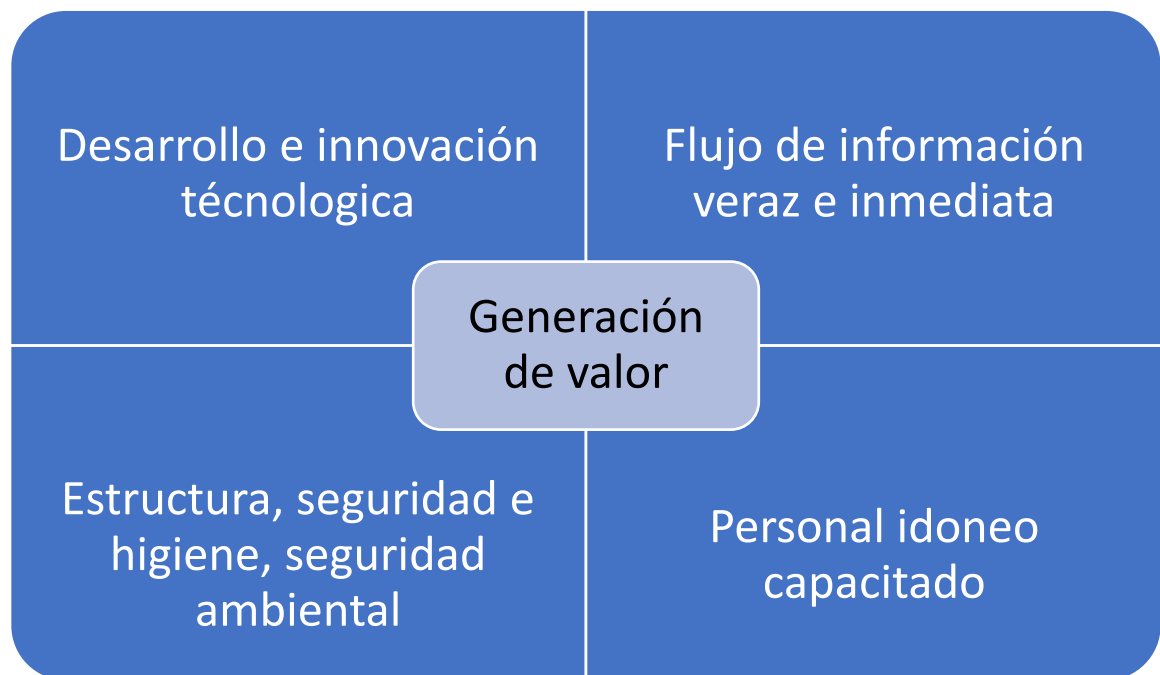 Desarrollo e innovación
técnologica
Flujo de información
veraz e inmediata
Generación
de valor
Estructura, seguridad e
higiene, seguridad
ambiental
Personal idoneo
capacitado